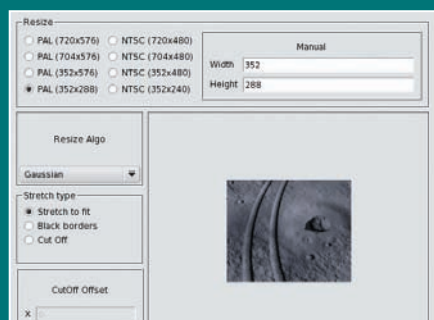 Resize
PAL (720x576) NTSC (720x480)
PAL (704x576) NTSC (704x480)
PAL (352x576) NTSC (352x480)
PAL (352x288) NTSC (352x240)
Manual
Width 352
Height 288
Resize Algo
Gaussian
Stretch type
Stretch to fit
Black borders
Cut Off
CutOff Offset
X